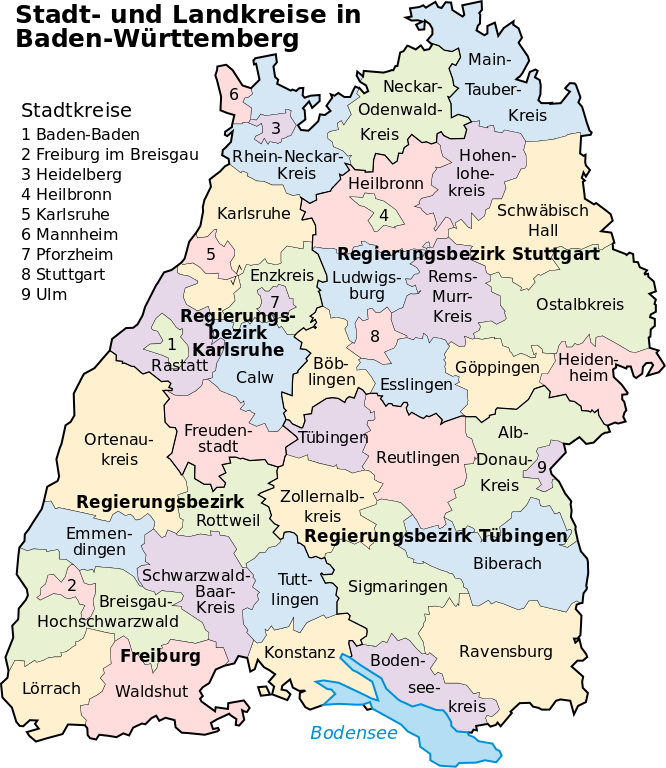 Stadt- und Landkreise in
Baden-Württemberg
Stadtkreise
1 Baden-Baden
2 Freiburg im Breisgau
3 Heidelberg
4 Heilbronn
5 Karlsruhe
6 Mannheim
7 Pforzheim
8 Stuttgart
9 Ulm
Main-
Tauber-
Kreis
Neckar-
Odenwald-
Kreis
6
3
Rhein-Neckar-
Kreis
Hohen-
lohe-
kreis
Heilbronn
4
Karlsruhe
Schwäbisch
Hall
5
Regierungsbezirk Stuttgart
Enzkreis
Ludwigs-
burg
Rems-
Murr-
Kreis
7
Ostalbkreis
Regierungs-
bezirk
Karlsruhe
1
Rastatt
8
Calw
Böb-
lingen
Esslingen
Göppingen
Heiden-
heim
Ortenau-
kreis
Freuden-
stadt
Tübingen
Reutlingen
Alb-
Donau-
Kreis
9
Regierungsbezirk
Rottweil
Zollernalb-
kreis
Regierungsbezirk Tübingen
Emmen-
dingen
Biberach
Schwarzwald-
Baar-
Kreis
Tutt-
lingen
Sigmaringen
2
Breisgau-
Hochschwarzwald
Freiburg
Konstanz
Boden-
see-
kreis
Ravensburg
Lörrach
Waldshut
Bodensee